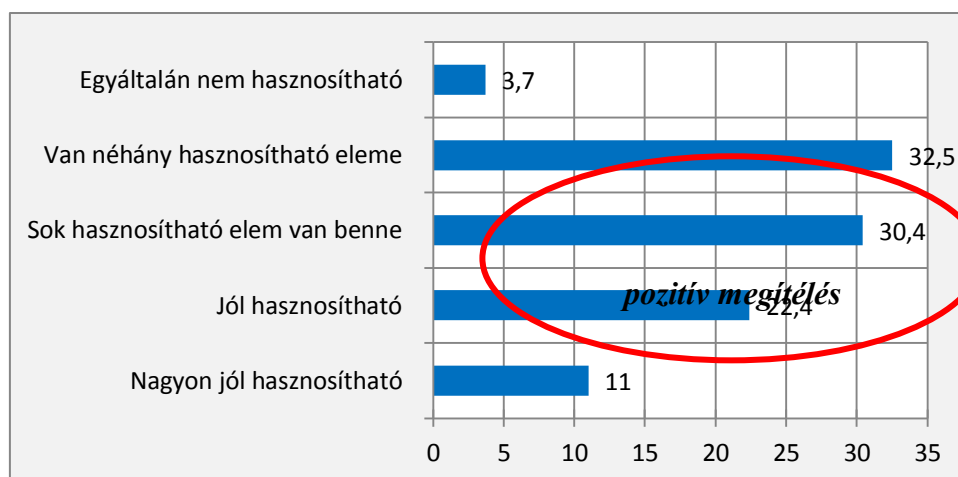 Egyáltalán nem hasznosítható
3,7
Van néhány hasznosítható eleme
32,5
Sok hasznosítható elem van benne
30,4
Jól hasznosítható
pozitív megítélés
22,4
Nagyon jól hasznosítható
11
0 5 10 15 20 25 30 35